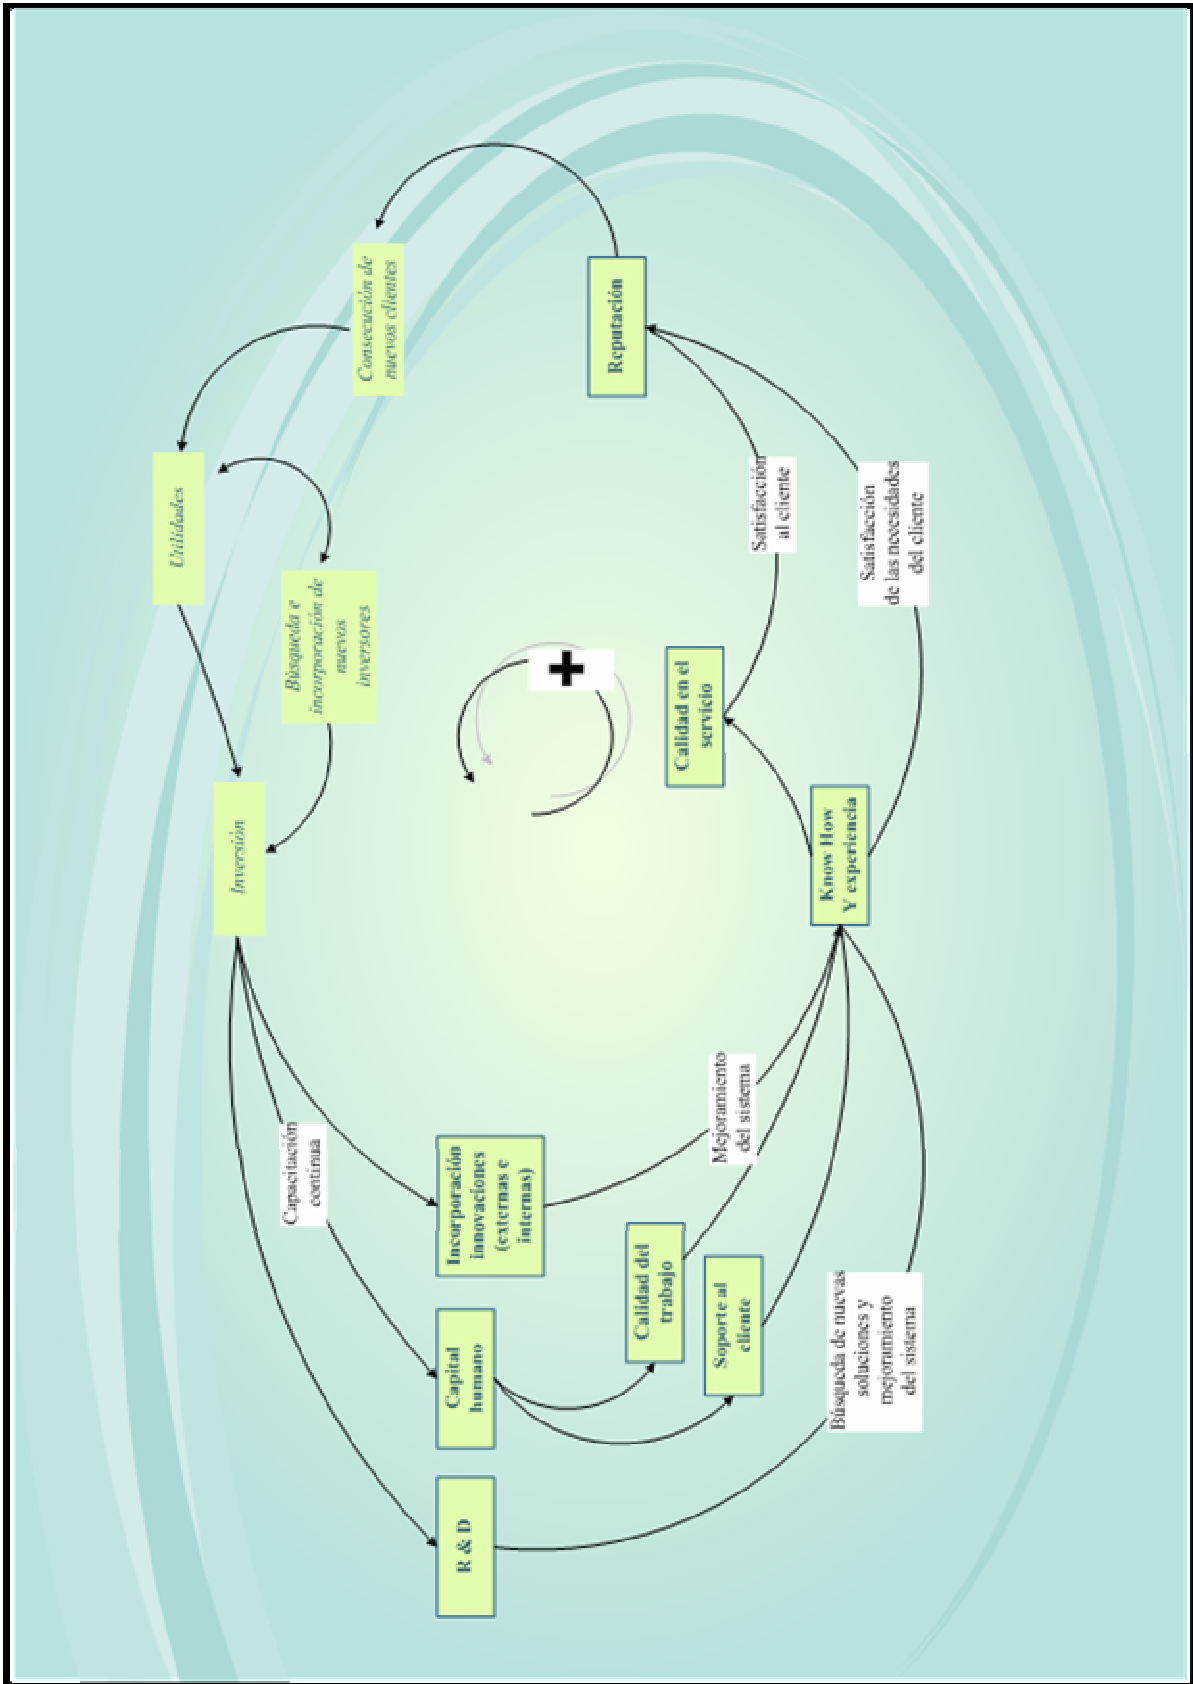 Utilidades
Inversión
Capacitación
continua
Búsqueda e
incorporación de
nuevos
inversores
Consecución de
nuevos clientes
R & D
Capital
humano
Incorporación
innovaciones
(externas e
internas)
+
Reputación
Calidad del
trabajo
Calidad en el
servicio
Soporte al
cliente
Mejoramiento
del sistema
Satisfacción
al cliente
Know How
Y experiencia
Búsqueda de nuevas
soluciones y
mejoramiento
del sistema
Satisfacción
de las necesidades
del cliente